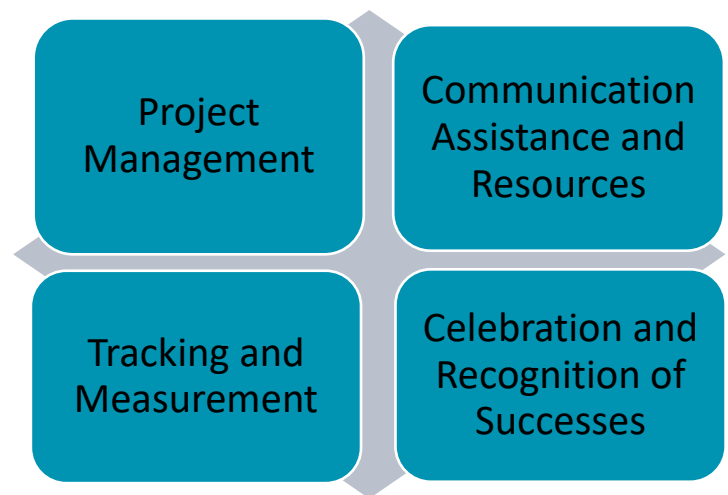 Project
Management
Communication
Assistance and
Resources
Tracking and
Measurement
Celebration and
Recognition of
Successes